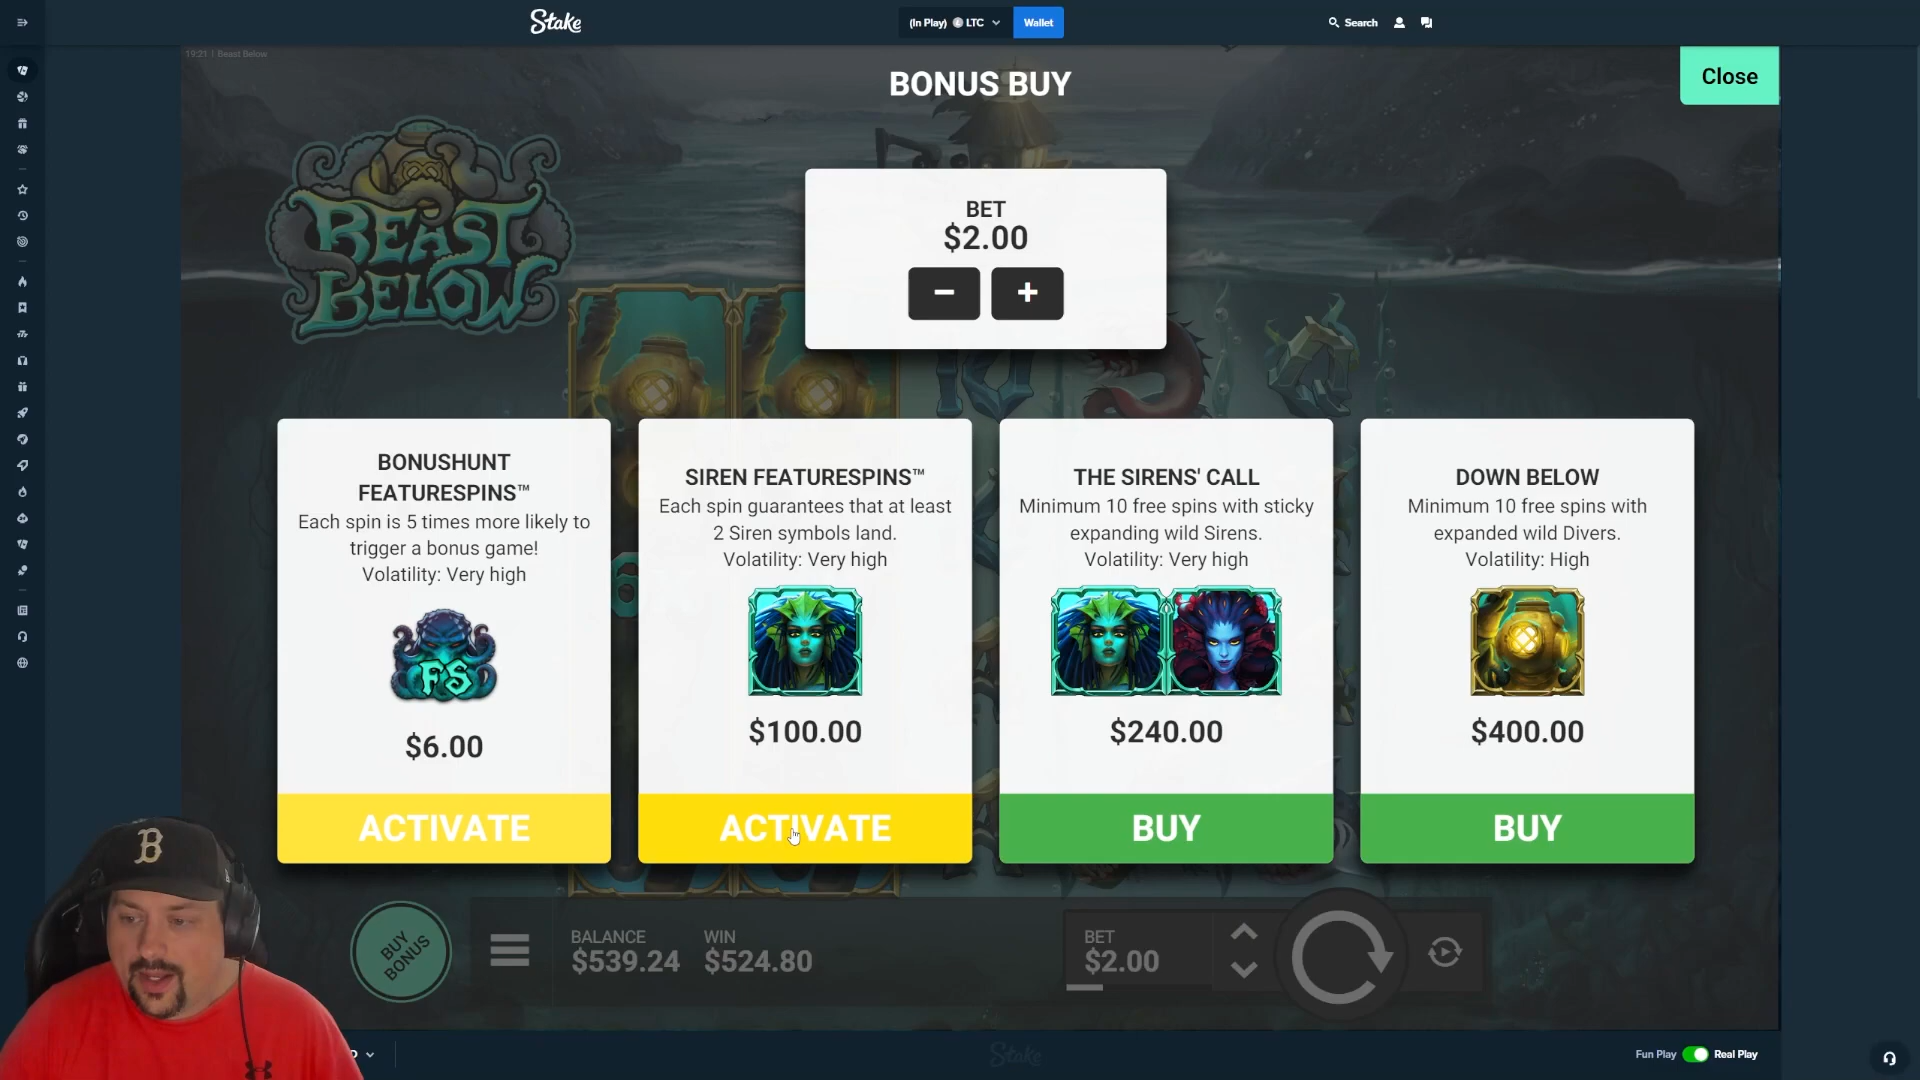 Stake
(In Play) LTC
Wallet
Search
19:21 | Beast Below
BONUS BUY
Close
BEAST
BELOW
BET
$2.00
−
+
BONUSHUNT
FEATURESPINS™
Each spin is 5 times more likely to
trigger a bonus game!
Volatility: Very high
FS
$6.00
ACTIVATE
SIREN FEATURESPINS™
Each spin guarantees that at least
2 Siren symbols land.
Volatility: Very high
$100.00
ACTIVATE
THE SIRENS' CALL
Minimum 10 free spins with sticky
expanding wild Sirens.
Volatility: Very high
$240.00
BUY
DOWN BELOW
Minimum 10 free spins with
expanded wild Divers.
Volatility: High
$400.00
BUY
B
BUY
BONUS
BALANCE
$539.24
WIN
$524.80
BET
$2.00
Stake
Fun Play
Real Play